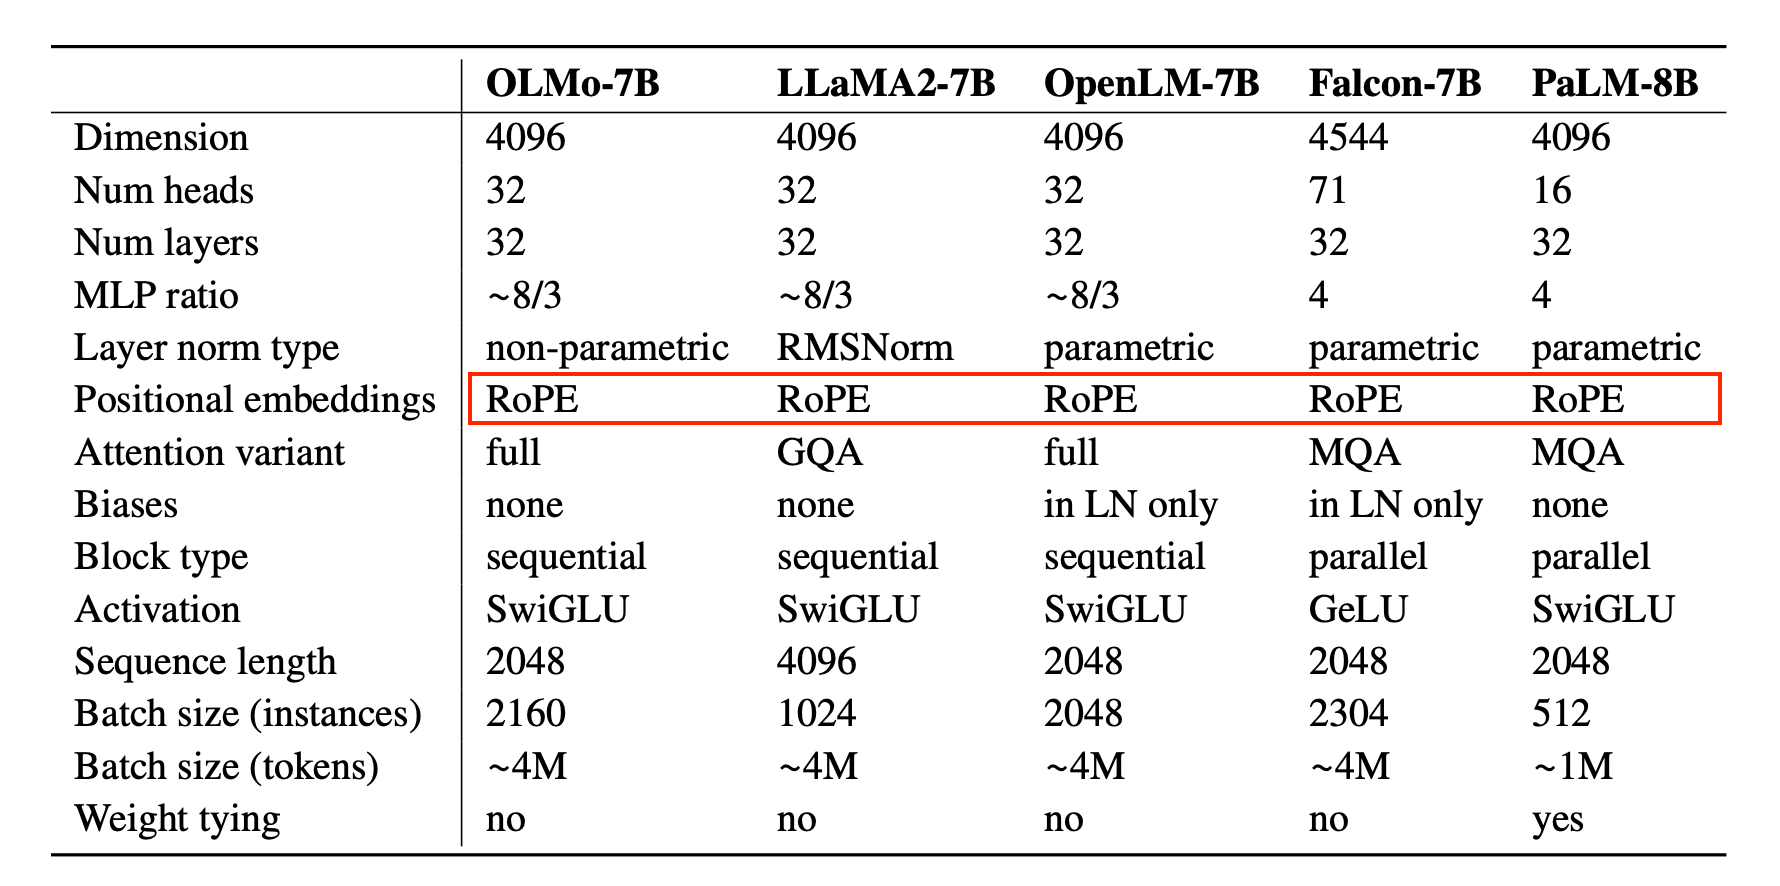 OLMo-7B LLaMA2-7B OpenLM-7B Falcon-7B PaLM-8B
Dimension 4096 4096 4096 4544 4096
Num heads 32 32 32 71 16
Num layers 32 32 32 32 32
MLP ratio ~8/3 ~8/3 ~8/3 4 4
Layer norm type non-parametric RMSNorm parametric parametric parametric
Positional embeddings RoPE RoPE RoPE RoPE RoPE
Attention variant full GQA full MQA MQA
Biases none none in LN only in LN only none
Block type sequential sequential sequential parallel parallel
Activation SwiGLU SwiGLU SwiGLU GeLU SwiGLU
Sequence length 2048 4096 2048 2048 2048
Batch size (instances) 2160 1024 2048 2304 512
Batch size (tokens) ~4M ~4M ~4M ~4M ~1M
Weight tying no no no no yes